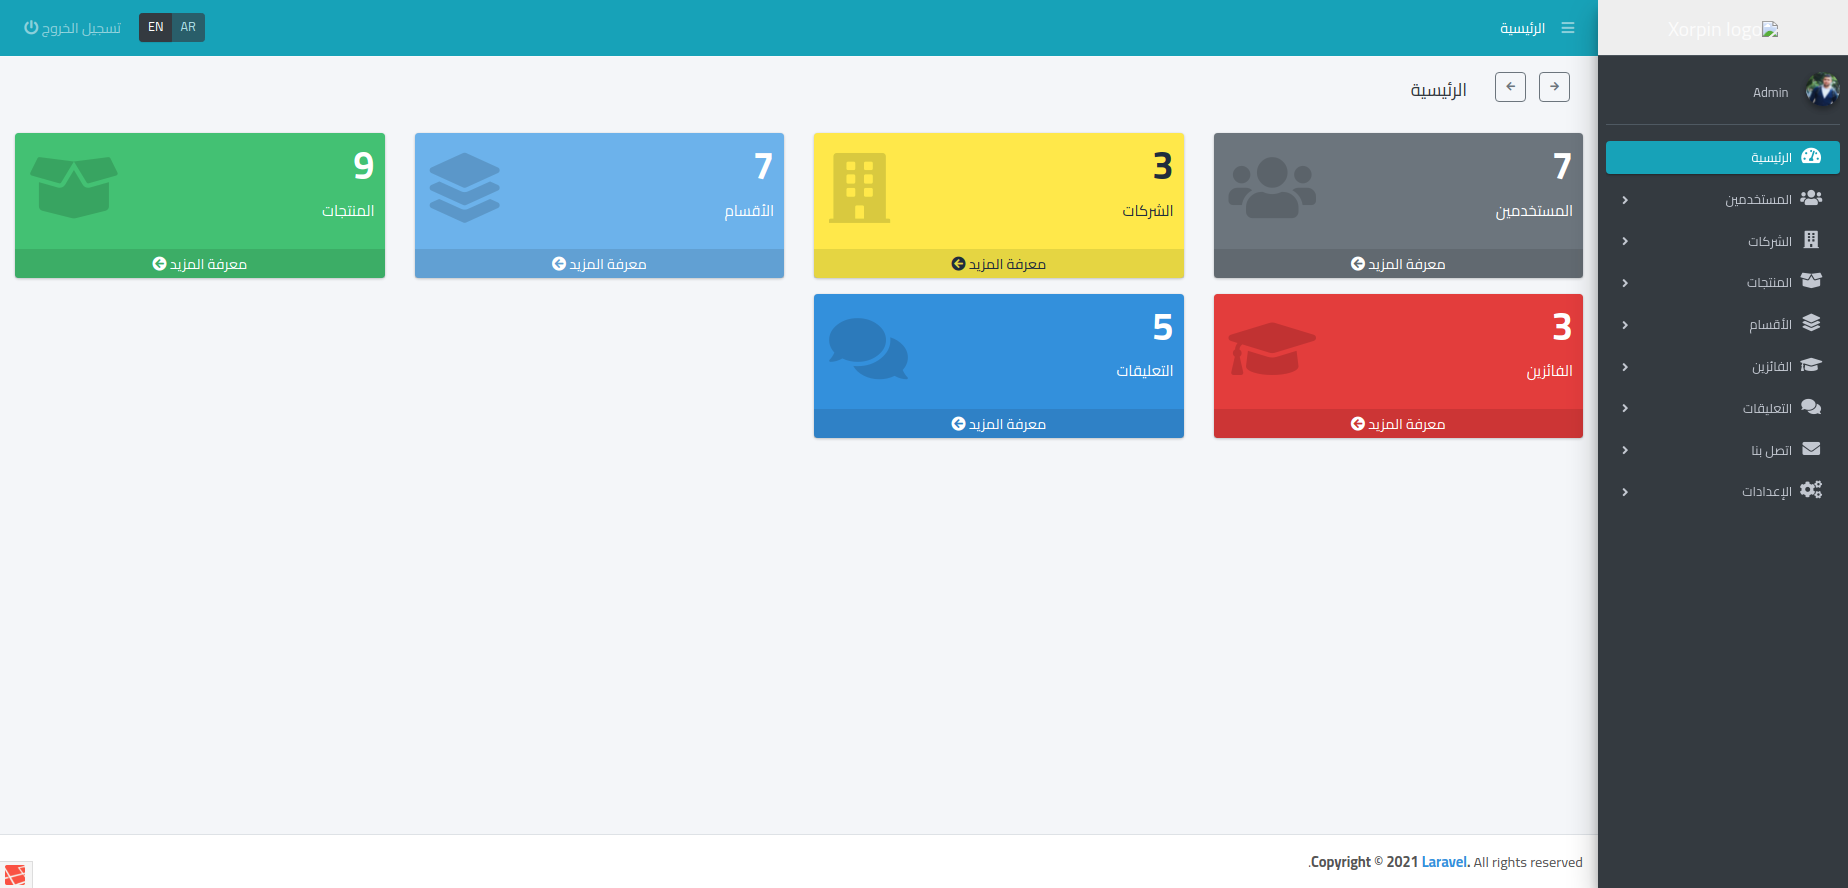 Xorpin logo
الرئيسية
EN
AR
تسجيل الخروج
Admin
الرئيسية
المستخدمين
الشركات
المنتجات
الأقسام
الفائزين
التعليقات
اتصل بنا
الإعدادات
الرئيسية
7
المستخدمين
معرفة المزيد
3
الشركات
معرفة المزيد
7
الأقسام
معرفة المزيد
9
المنتجات
معرفة المزيد
3
الفائزين
معرفة المزيد
5
التعليقات
معرفة المزيد
.Copyright © 2021 Laravel. All rights reserved